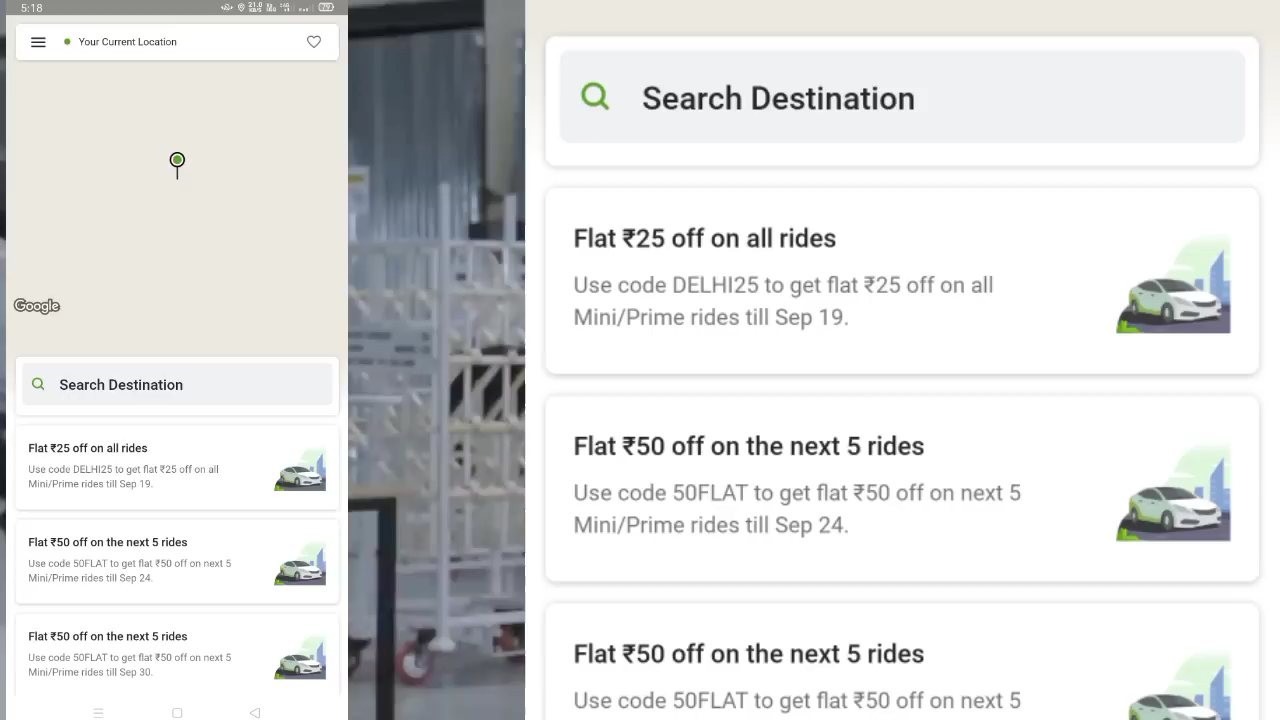 5:18
21.0
KB/S
79
Your Current Location
Google
Search Destination
Flat ₹25 off on all rides
Use code DELHI25 to get flat ₹25 off on all
Mini/Prime rides till Sep 19.
Flat ₹50 off on the next 5 rides
Use code 50FLAT to get flat ₹50 off on next 5
Mini/Prime rides till Sep 24.
Flat ₹50 off on the next 5 rides
Use code 50FLAT to get flat ₹50 off on next 5
Mini/Prime rides till Sep 30.
Search Destination
Flat ₹25 off on all rides
Use code DELHI25 to get flat ₹25 off on all
Mini/Prime rides till Sep 19.
Flat ₹50 off on the next 5 rides
Use code 50FLAT to get flat ₹50 off on next 5
Mini/Prime rides till Sep 24.
Flat ₹50 off on the next 5 rides
Use code 50FLAT to get flat ₹50 off on next 5